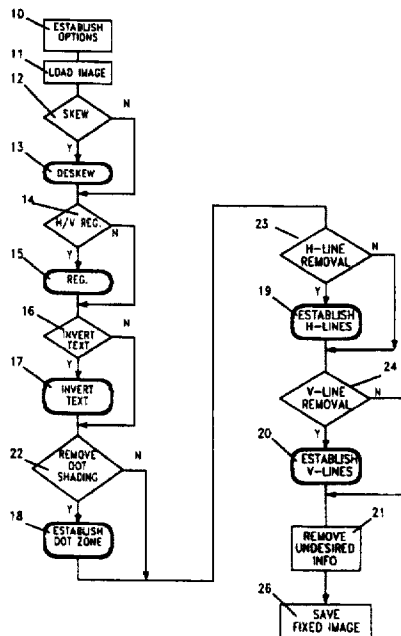 10
ESTABLISH
OPTIONS
11
LOAD IMAGE
12
SKEW
N
Y
13
DESKEW
14
H/V REG.
N
Y
15
REG.
16
INVERT
TEXT
N
Y
17
INVERT
TEXT
22
REMOVE
DOT
SHADING
N
Y
18
ESTABLISH
DOT ZONE
23
H-LINE
REMOVAL
N
Y
19
ESTABLISH
H-LINES
24
V-LINE
REMOVAL
N
Y
20
ESTABLISH
V-LINES
21
REMOVE
UNDESIRED
INFO
26
SAVE
FIXED IMAGE